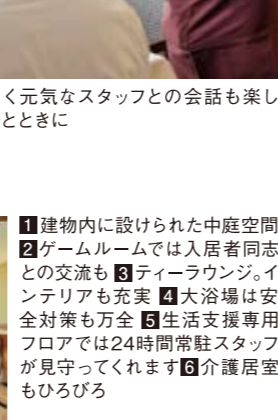 く元気なスタッフとの会話も楽し
とときに
1建物内に設けられた中庭空間
2ゲームルームでは入居者同志
との交流も 3ティーラウンジ。イ
ンテリアも充実 4大浴場は安
全対策も万全 5生活支援専用
フロアでは24時間常駐スタッフ
が見守ってくれます6介護居室
もひろびろ